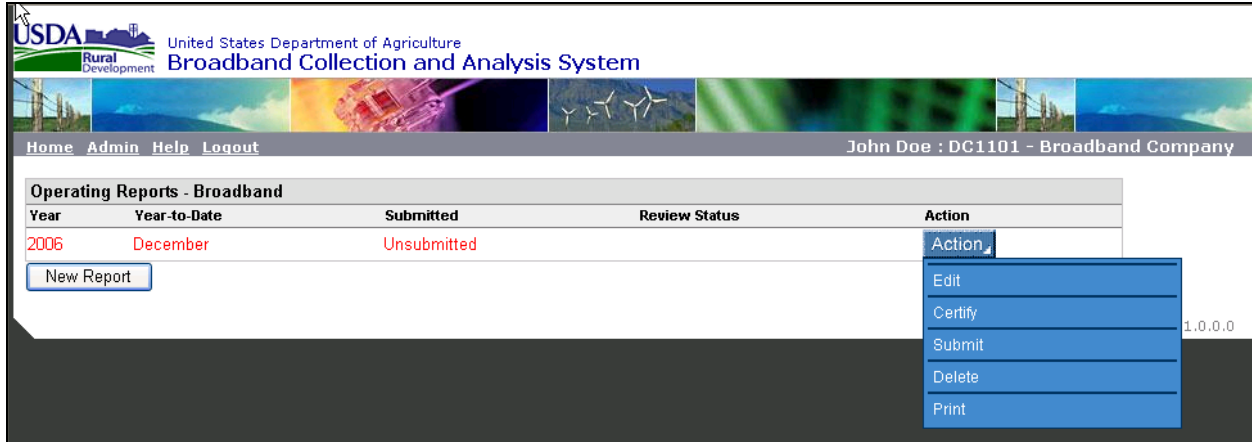 USDA
Rural
Development
United States Department of Agriculture
Broadband Collection and Analysis System
Home Admin Help Logout John Doe : DC1101 - Broadband Company
Operating Reports - Broadband
Year Year-to-Date Submitted Review Status Action
2006 December Unsubmitted Action
New Report
Edit
Certify
1.0.0.0
Submit
Delete
Print